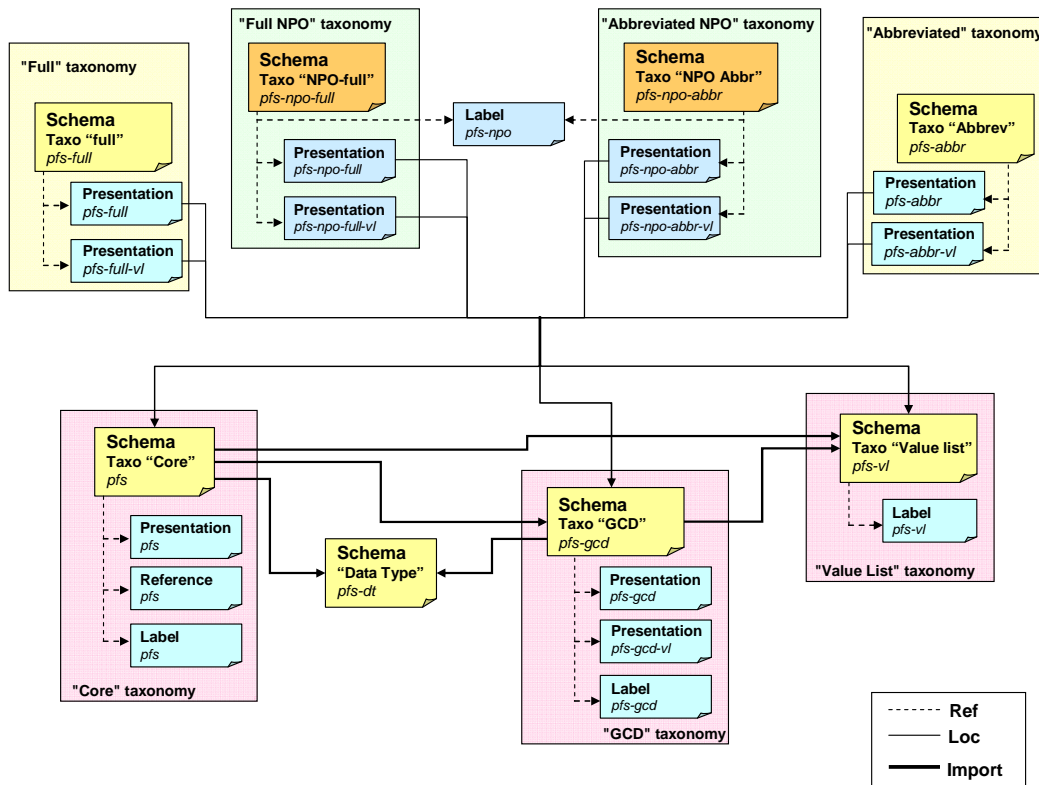 "Full NPO" taxonomy
"Abbreviated NPO" taxonomy
"Abbreviated" taxonomy
"Full" taxonomy
Schema
Taxo “NPO-full”
pfs-npo-full
Schema
Taxo “NPO Abbr”
pfs-npo-abbr
Schema
Taxo “full”
pfs-full
Label
pfs-npo
Schema
Taxo “Abbrev
pfs-abbr
Presentation
pfs-full
Presentation
pfs-full-vl
Presentation
pfs-npo-full
Presentation
pfs-npo-full-vl
Presentation
pfs-npo-abbr
Presentation
pfs-npo-abbr-vl
Presentation
pfs-abbr
Presentation
pfs-abbr-vl
Schema
Taxo “Core”
pfs
Presentation
pfs
Reference
pfs
Label
pfs
"Core" taxonomy
Schema
“Data Type”
pfs-dt
Schema
Taxo “GCD”
pfs-gcd
Presentation
pfs-gcd
Presentation
pfs-gcd-vl
Label
pfs-gcd
"GCD" taxonomy
Schema
Taxo “Value list”
pfs-vl
Label
pfs-vl
"Value List" taxonomy
Ref
Loc
Import